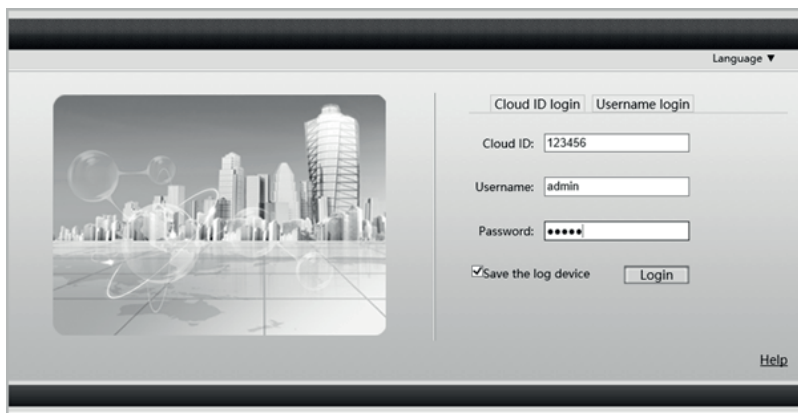 Language ▼
Cloud ID login Username login
Cloud ID: 123456
Username: admin
Password: •••••
Save the log device Login
Help